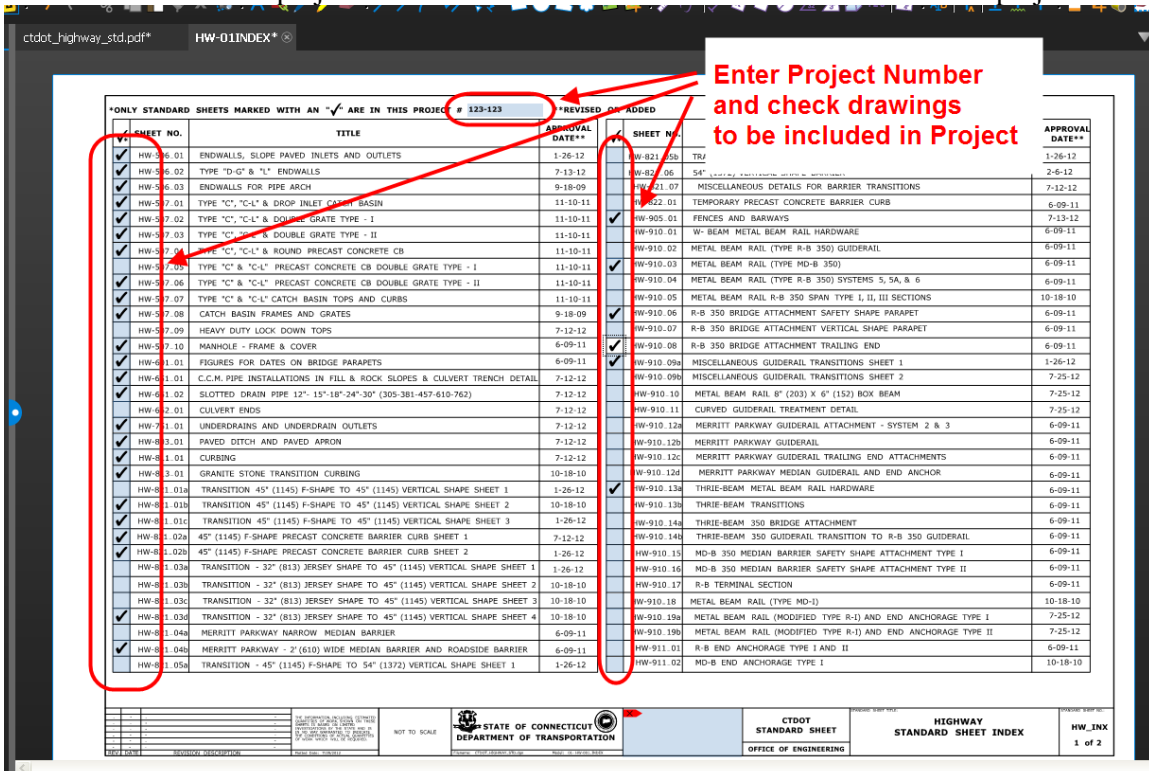 ctdot_highway_std.pdf* HW-01INDEX*
Enter Project Number
and check drawings
to be included in Project
*ONLY STANDARD SHEETS MARKED WITH AN "✓" ARE IN THIS PROJECT # 123-123 **REVISED OR ADDED
✓ SHEET NO. TITLE APPROVAL DATE**
✓ HW-506.01 ENDWALLS, SLOPE PAVED INLETS AND OUTLETS 1-26-12
✓ HW-506.02 TYPE "D-G" & "L" ENDWALLS 7-13-12
✓ HW-506.03 ENDWALLS FOR PIPE ARCH 9-18-09
✓ HW-507.01 TYPE "C", "C-L" & DROP INLET CATCH BASIN 11-10-11
✓ HW-507.02 TYPE "C", "C-L" & DOUBLE GRATE TYPE - I 11-10-11
✓ HW-507.03 TYPE "C", "C-L" & DOUBLE GRATE TYPE - II 11-10-11
✓ HW-507.04 TYPE "C", "C-L" & ROUND PRECAST CONCRETE CB 11-10-11
HW-507.05 TYPE "C" & "C-L" PRECAST CONCRETE CB DOUBLE GRATE TYPE - I 11-10-11
✓ HW-507.06 TYPE "C" & "C-L" PRECAST CONCRETE CB DOUBLE GRATE TYPE - II 11-10-11
✓ HW-507.07 TYPE "C" & "C-L" CATCH BASIN TOPS AND CURBS 11-10-11
✓ HW-507.08 CATCH BASIN FRAMES AND GRATES 9-18-09
HW-507.09 HEAVY DUTY LOCK DOWN TOPS 7-12-12
✓ HW-507.10 MANHOLE - FRAME & COVER 6-09-11
✓ HW-601.01 FIGURES FOR DATES ON BRIDGE PARAPETS 6-09-11
✓ HW-651.01 C.C.M. PIPE INSTALLATIONS IN FILL & ROCK SLOPES & CULVERT TRENCH DETAIL 7-12-12
✓ HW-651.02 SLOTTED DRAIN PIPE 12"- 15"-18"-24"-30" (305-381-457-610-762) 7-12-12
HW-652.01 CULVERT ENDS 7-12-12
✓ HW-751.01 UNDERDRAINS AND UNDERDRAIN OUTLETS 7-12-12
✓ HW-803.01 PAVED DITCH AND PAVED APRON 7-12-12
✓ HW-811.01 CURBING 7-12-12
✓ HW-813.01 GRANITE STONE TRANSITION CURBING 10-18-10
HW-821.01a TRANSITION 45" (1145) F-SHAPE TO 45" (1145) VERTICAL SHAPE SHEET 1 1-26-12
✓ HW-821.01b TRANSITION 45" (1145) F-SHAPE TO 45" (1145) VERTICAL SHAPE SHEET 2 10-18-10
✓ HW-821.01c TRANSITION 45" (1145) F-SHAPE TO 45" (1145) VERTICAL SHAPE SHEET 3 1-26-12
✓ HW-821.02a 45" (1145) F-SHAPE PRECAST CONCRETE BARRIER CURB SHEET 1 7-12-12
✓ HW-821.02b 45" (1145) F-SHAPE PRECAST CONCRETE BARRIER CURB SHEET 2 1-26-12
HW-821.03a TRANSITION - 32" (813) JERSEY SHAPE TO 45" (1145) VERTICAL SHAPE SHEET 1 1-26-12
HW-821.03b TRANSITION - 32" (813) JERSEY SHAPE TO 45" (1145) VERTICAL SHAPE SHEET 2 10-18-10
HW-821.03c TRANSITION - 32" (813) JERSEY SHAPE TO 45" (1145) VERTICAL SHAPE SHEET 3 10-18-10
✓ HW-821.03d TRANSITION - 32" (813) JERSEY SHAPE TO 45" (1145) VERTICAL SHAPE SHEET 4 10-18-10
HW-821.04a MERRITT PARKWAY NARROW MEDIAN BARRIER 6-09-11
✓ HW-821.04b MERRITT PARKWAY - 2'(610) WIDE MEDIAN BARRIER AND ROADSIDE BARRIER 6-09-11
HW-821.05a TRANSITION - 45" (1145) F-SHAPE TO 54" (1372) VERTICAL SHAPE SHEET 1 1-26-12
✓ SHEET NO. APPROVAL DATE**
HW-821.05b 1-26-12
HW-821.06 54" (1372) VERTICAL SHAPE BARRIER 2-6-12
HW-821.07 MISCELLANEOUS DETAILS FOR BARRIER TRANSITIONS 7-12-12
HW-822.01 TEMPORARY PRECAST CONCRETE BARRIER CURB 6-09-11
✓ HW-905.01 FENCES AND BARWAYS 7-13-12
HW-910.01 W- BEAM METAL BEAM RAIL HARDWARE 6-09-11
HW-910.02 METAL BEAM RAIL (TYPE R-B 350) GUIDERAIL 6-09-11
✓ HW-910.03 METAL BEAM RAIL (TYPE MD-B 350) 6-09-11
HW-910.04 METAL BEAM RAIL (TYPE R-B 350) SYSTEMS 5, 5A, & 6 6-09-11
HW-910.05 METAL BEAM RAIL R-B 350 SPAN TYPE I, II, III SECTIONS 10-18-10
✓ HW-910.06 R-B 350 BRIDGE ATTACHMENT SAFETY SHAPE PARAPET 6-09-11
HW-910.07 R-B 350 BRIDGE ATTACHMENT VERTICAL SHAPE PARAPET 6-09-11
✓ HW-910.08 R-B 350 BRIDGE ATTACHMENT TRAILING END 6-09-11
✓ HW-910.09a MISCELLANEOUS GUIDERAIL TRANSITIONS SHEET 1 1-26-12
HW-910.09b MISCELLANEOUS GUIDERAIL TRANSITIONS SHEET 2 7-25-12
HW-910.10 METAL BEAM RAIL 8" (203) X 6" (152) BOX BEAM 7-25-12
HW-910.11 CURVED GUIDERAIL TREATMENT DETAIL 7-25-12
HW-910.12a MERRITT PARKWAY GUIDERAIL ATTACHMENT - SYSTEM 2 & 3 6-09-11
HW-910.12b MERRITT PARKWAY GUIDERAIL 6-09-11
HW-910.12c MERRITT PARKWAY GUIDERAIL TRAILING END ATTACHMENTS 6-09-11
HW-910.12d MERRITT PARKWAY MEDIAN GUIDERAIL AND END ANCHOR 6-09-11
✓ HW-910.13a THRIE-BEAM METAL BEAM RAIL HARDWARE 6-09-11
HW-910.13b THRIE-BEAM TRANSITIONS 6-09-11
HW-910.14a THRIE-BEAM 350 BRIDGE ATTACHMENT 6-09-11
HW-910.14b THRIE-BEAM 350 GUIDERAIL TRANSITION TO R-B 350 GUIDERAIL 6-09-11
HW-910.15 MD-B 350 MEDIAN BARRIER SAFETY SHAPE ATTACHMENT TYPE I 6-09-11
HW-910.16 MD-B 350 MEDIAN BARRIER SAFETY SHAPE ATTACHMENT TYPE II 6-09-11
HW-910.17 R-B TERMINAL SECTION 6-09-11
HW-910.18 METAL BEAM RAIL (TYPE MD-I) 10-18-10
HW-910.19a METAL BEAM RAIL (MODIFIED TYPE R-I) AND END ANCHORAGE TYPE I 7-25-12
HW-910.19b METAL BEAM RAIL (MODIFIED TYPE R-I) AND END ANCHORAGE TYPE II 7-25-12
HW-911.01 R-B END ANCHORAGE TYPE I AND II 6-09-11
HW-911.02 MD-B END ANCHORAGE TYPE I 10-18-10
REV. DATE REVISION DESCRIPTION
NOT TO SCALE
STATE OF CONNECTICUT
DEPARTMENT OF TRANSPORTATION
CTDOT
STANDARD SHEET
OFFICE OF ENGINEERING
HIGHWAY
STANDARD SHEET INDEX
HW_INX
1 of 2